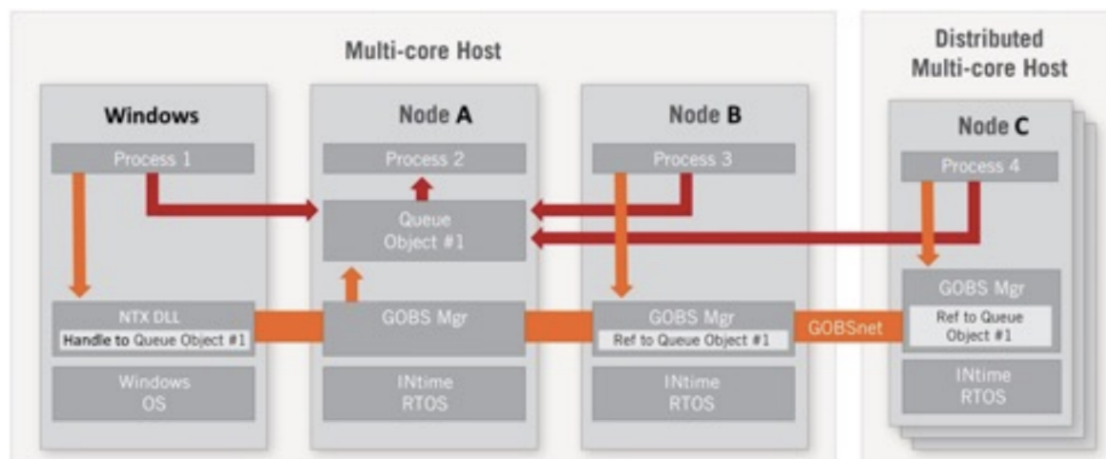 Multi-core Host
Distributed
Multi-core Host
Windows
Process 1
NTX DLL
Handle to Queue Object #1
Windows
OS
Node A
Process 2
Queue
Object #1
GOBS Mgr
INtime
RTOS
Node B
Process 3
GOBS Mgr
Ref to Queue Object #1
INtime
RTOS
GOBSnet
Node C
Process 4
GOBS Mgr
Ref to Queue
Object #1
INtime
RTOS